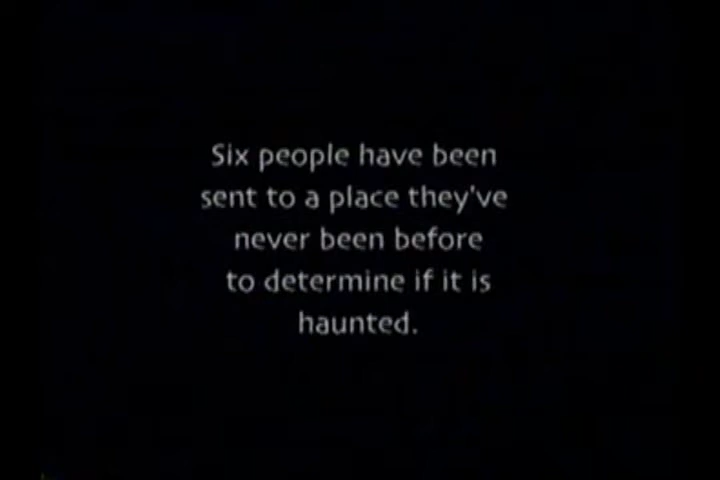 Six people have been
sent to a place they've
never been before
to determine if it is
haunted.